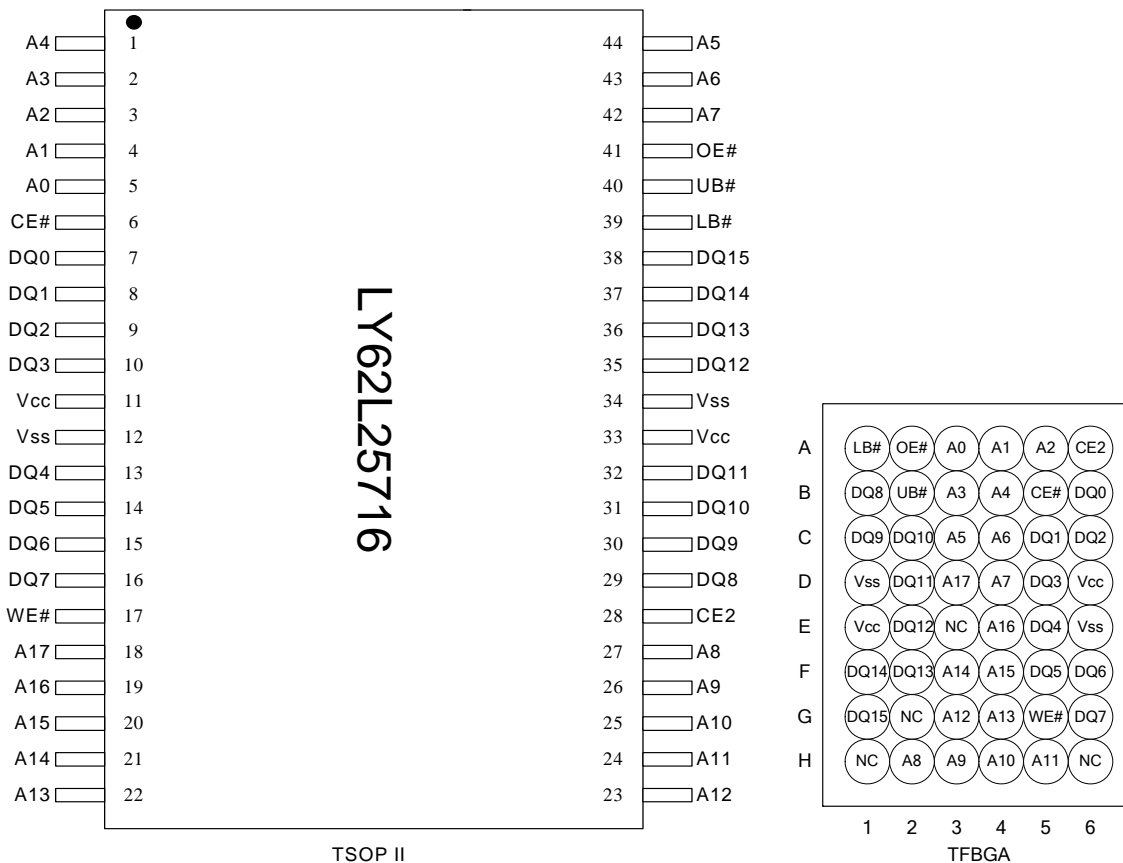 A4 1 44 A5
A3 2 43 A6
A2 3 42 A7
A1 4 41 OE#
A0 5 40 UB#
CE# 6 39 LB#
DQ0 7 38 DQ15
DQ1 8 37 DQ14
DQ2 9 36 DQ13
DQ3 10 35 DQ12
Vcc 11 34 Vss
Vss 12 33 Vcc
DQ4 13 32 DQ11
DQ5 14 31 DQ10
DQ6 15 30 DQ9
DQ7 16 29 DQ8
WE# 17 28 CE2
A17 18 27 A8
A16 19 26 A9
A15 20 25 A10
A14 21 24 A11
A13 22 23 A12
LY62L25716
TSOP II
A LB# OE# A0 A1 A2 CE2
B DQ8 UB# A3 A4 CE# DQ0
C DQ9 DQ10 A5 A6 DQ1 DQ2
D Vss DQ11 A17 A7 DQ3 Vcc
E Vcc DQ12 NC A16 DQ4 Vss
F DQ14 DQ13 A14 A15 DQ5 DQ6
G DQ15 NC A12 A13 WE# DQ7
H NC A8 A9 A10 A11 NC
1 2 3 4 5 6
TFBGA